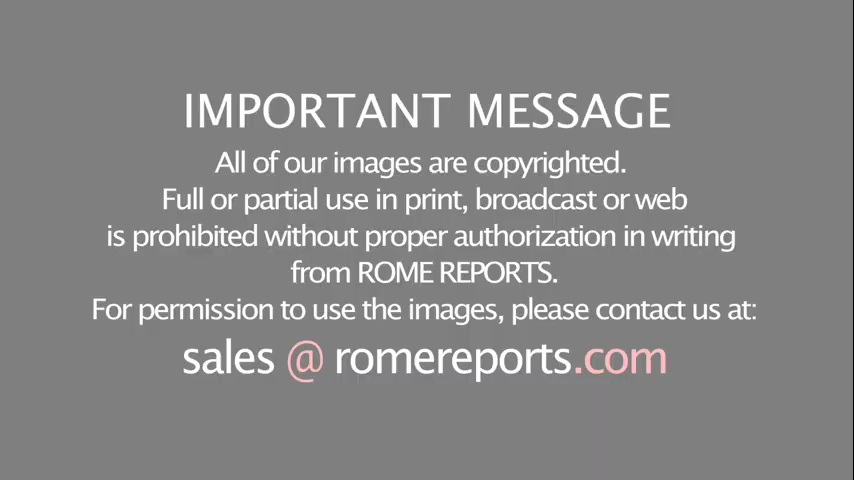 IMPORTANT MESSAGE
All of our images are copyrighted.
Full or partial use in print, broadcast or web
is prohibited without proper authorization in writing
from ROME REPORTS.
For permission to use the images, please contact us at:
sales @ romereports.com